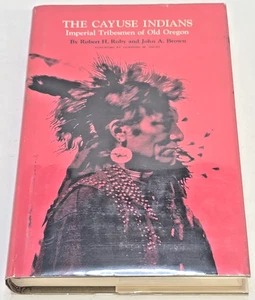 THE CAYUSE INDIANS
Imperial Tribesmen of Old Oregon
By Robert H. Ruby and John A. Brown